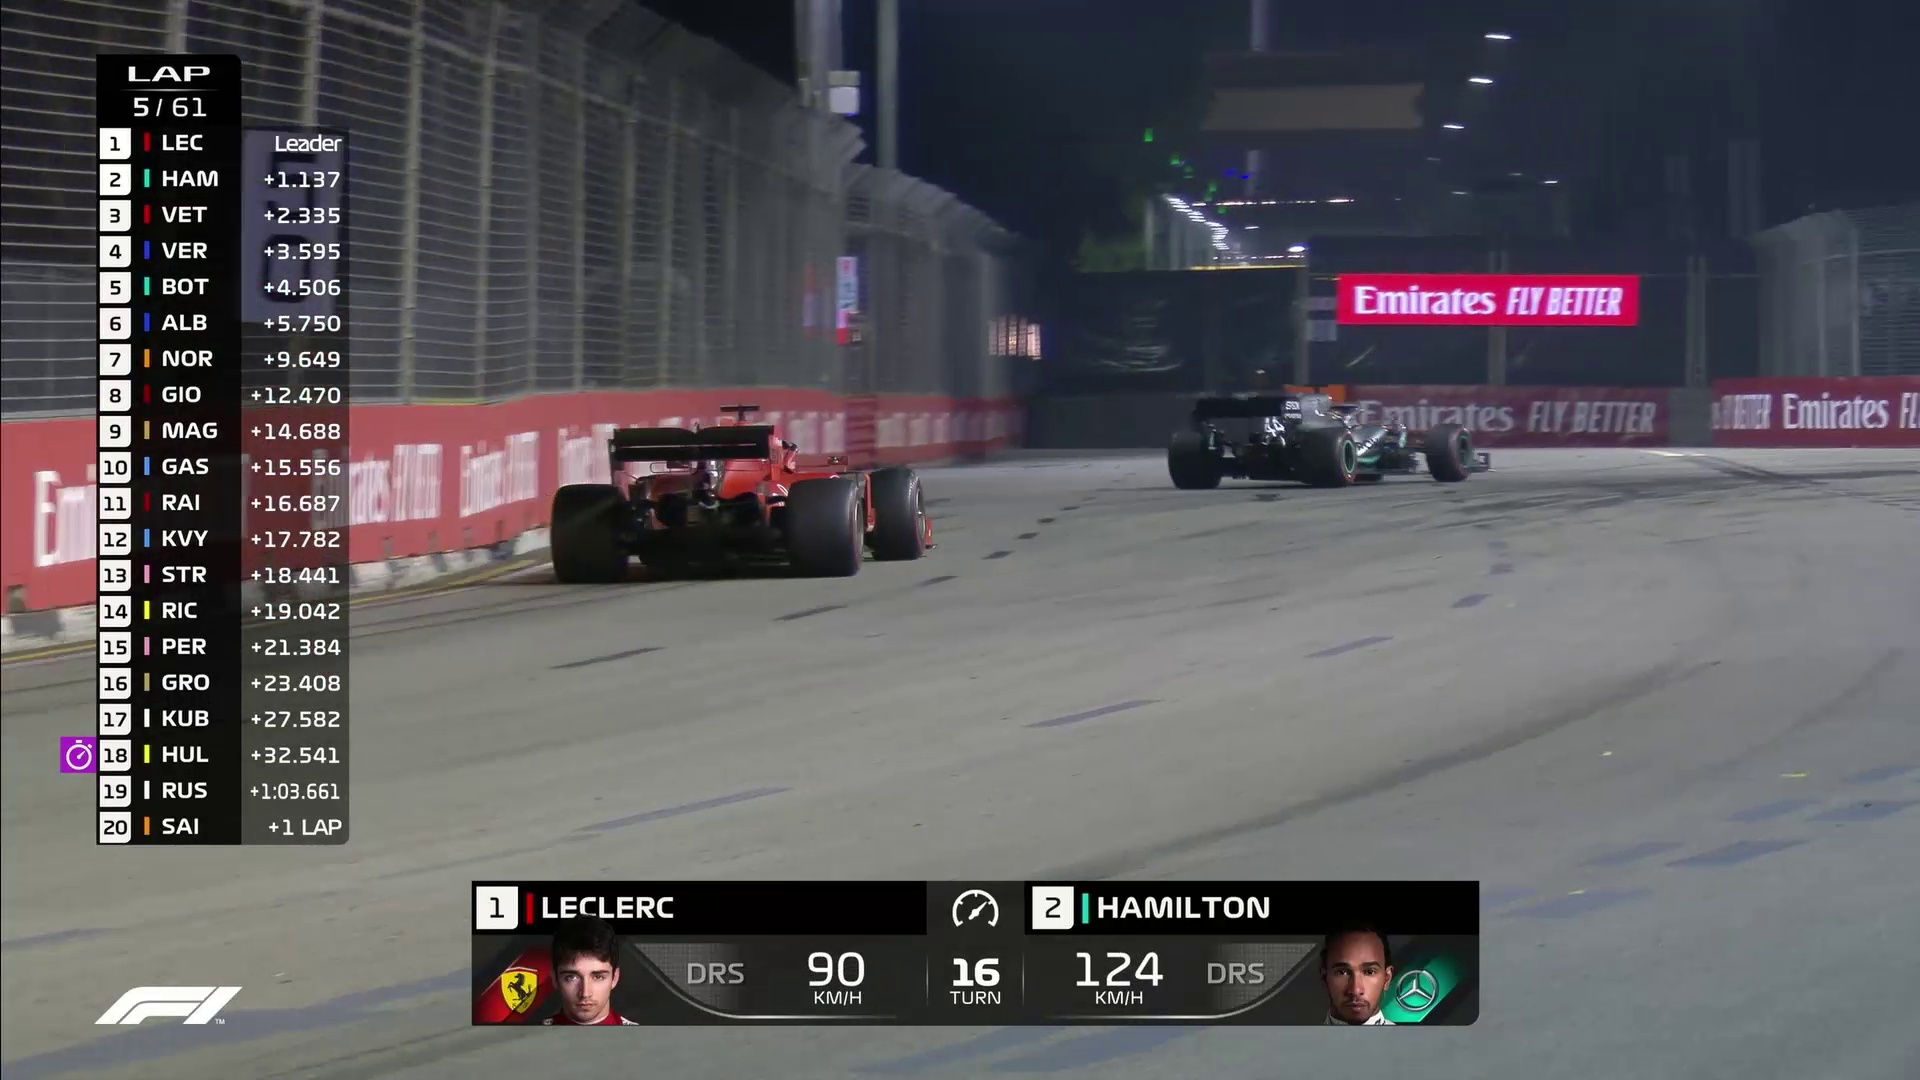 LAP
5 / 61
1 LEC Leader
2 HAM +1.137
3 VET +2.335
4 VER +3.595
5 BOT +4.506
6 ALB +5.750
7 NOR +9.649
8 GIO +12.470
9 MAG +14.688
10 GAS +15.556
11 RAI +16.687
12 KVY +17.782
13 STR +18.441
14 RIC +19.042
15 PER +21.384
16 GRO +23.408
17 KUB +27.582
18 HUL +32.541
19 RUS +1:03.661
20 SAI +1 LAP
Emirates FLY BETTER
Emirates FLY BETTER
BETTER Emirates
44
1 LECLERC
2 HAMILTON
DRS 90 KM/H
16 TURN
124 KM/H DRS
F1 ™